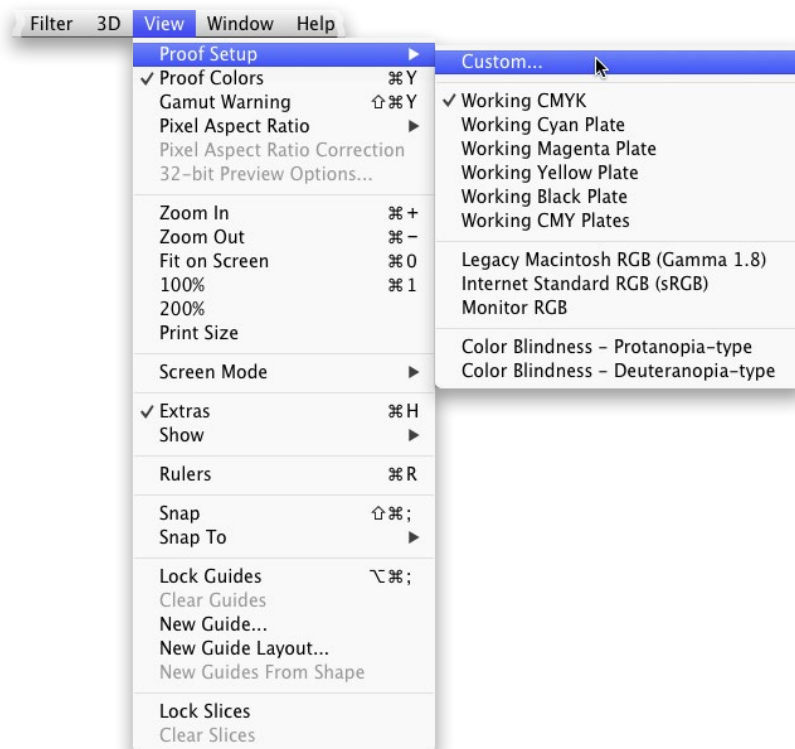 Filter 3D View Window Help
Proof Setup ▶
✓ Proof Colors ⌘Y
Gamut Warning ⇧⌘Y
Pixel Aspect Ratio ▶
Pixel Aspect Ratio Correction
32-bit Preview Options...
Zoom In ⌘+
Zoom Out ⌘−
Fit on Screen ⌘0
100% ⌘1
200%
Print Size
Screen Mode ▶
✓ Extras ⌘H
Show ▶
Rulers ⌘R
Snap ⇧⌘;
Snap To ▶
Lock Guides ⌥⌘;
Clear Guides
New Guide...
New Guide Layout...
New Guides From Shape
Lock Slices
Clear Slices
Custom...
✓ Working CMYK
Working Cyan Plate
Working Magenta Plate
Working Yellow Plate
Working Black Plate
Working CMY Plates
Legacy Macintosh RGB (Gamma 1.8)
Internet Standard RGB (sRGB)
Monitor RGB
Color Blindness – Protanopia-type
Color Blindness – Deuteranopia-type